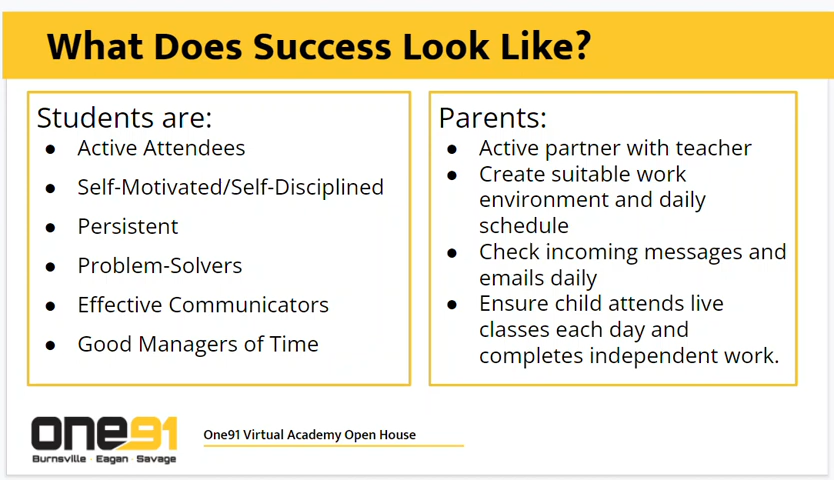 What Does Success Look Like?
Students are:
● Active Attendees
● Self-Motivated/Self-Disciplined
● Persistent
● Problem-Solvers
● Effective Communicators
● Good Managers of Time
Parents:
● Active partner with teacher
● Create suitable work
environment and daily
schedule
● Check incoming messages and
emails daily
● Ensure child attends live
classes each day and
completes independent work.
one91
Burnsville Eagan Savage
One91 Virtual Academy Open House